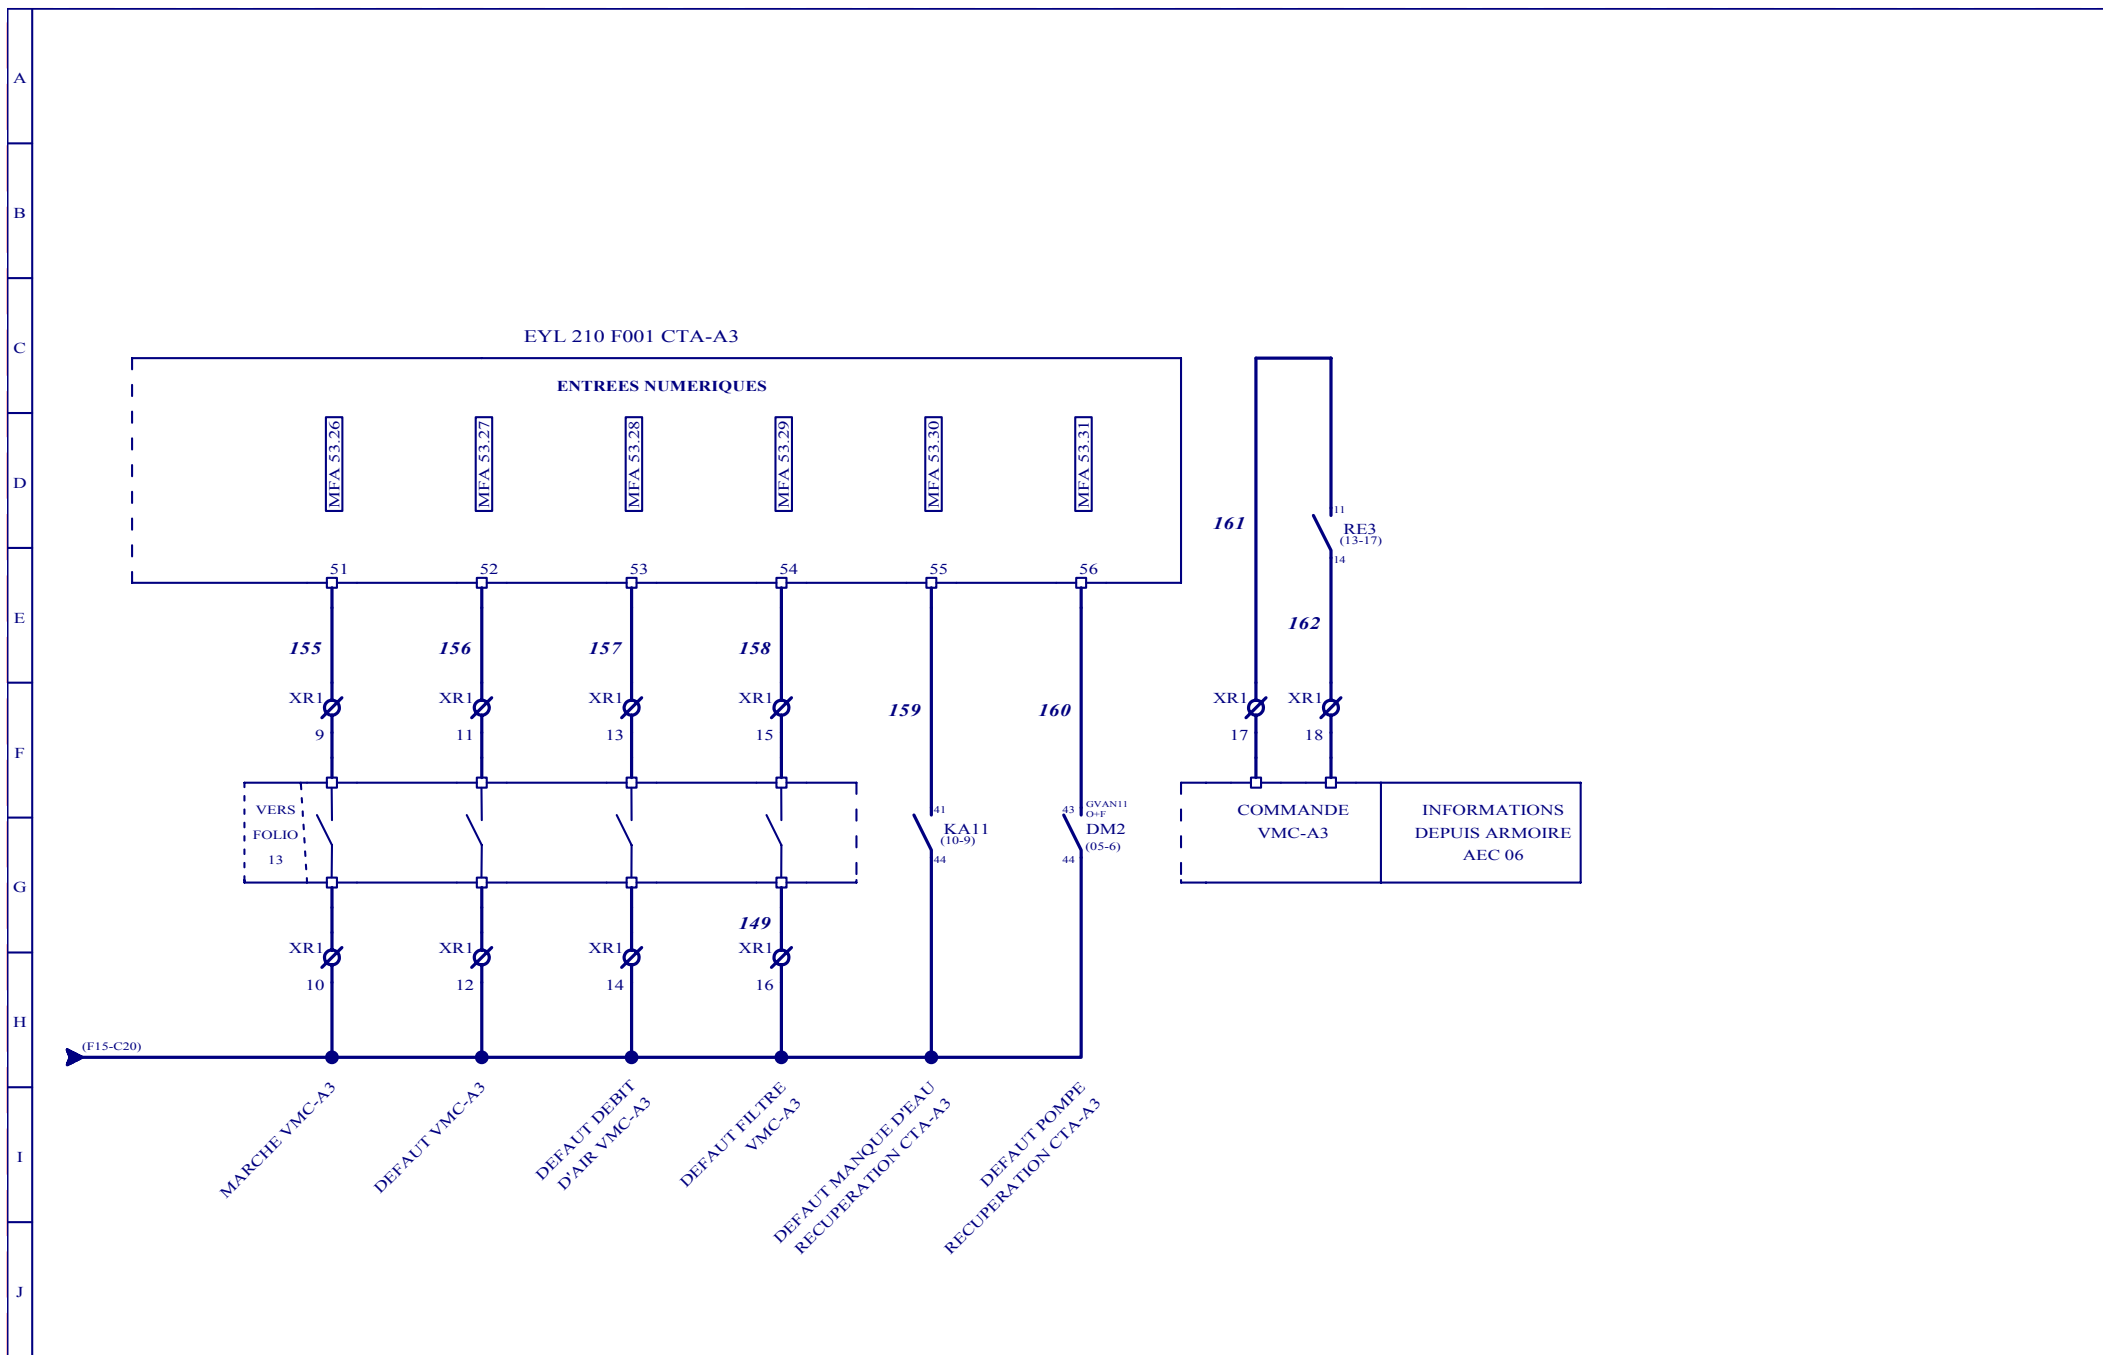 A
B
C
D
E
F
G
H
I
J
EYL 210 F001 CTA-A3
ENTREES NUMERIQUES
MFA 53.26
MFA 53.27
MFA 53.28
MFA 53.29
MFA 53.30
MFA 53.31
51
52
53
54
55
56
155
156
157
158
159
160
161
162
11
RE3
(13-17)
14
XR1
XR1
XR1
XR1
XR1
XR1
9
11
13
15
17
18
VERS
FOLIO
13
41
KA11
(10-9)
44
43
GVAN11
O+F
DM2
(05-6)
44
COMMANDE
VMC-A3
INFORMATIONS
DEPUIS ARMOIRE
AEC 06
149
XR1
XR1
XR1
XR1
10
12
14
16
(F15-C20)
MARCHE VMC-A3
DEFAUT VMC-A3
DEFAUT DEBIT
D'AIR VMC-A3
DEFAUT FILTRE
VMC-A3
DEFAUT MANQUE D'EAU
RECUPERATION CTA-A3
DEFAUT POMPE
RECUPERATION CTA-A3